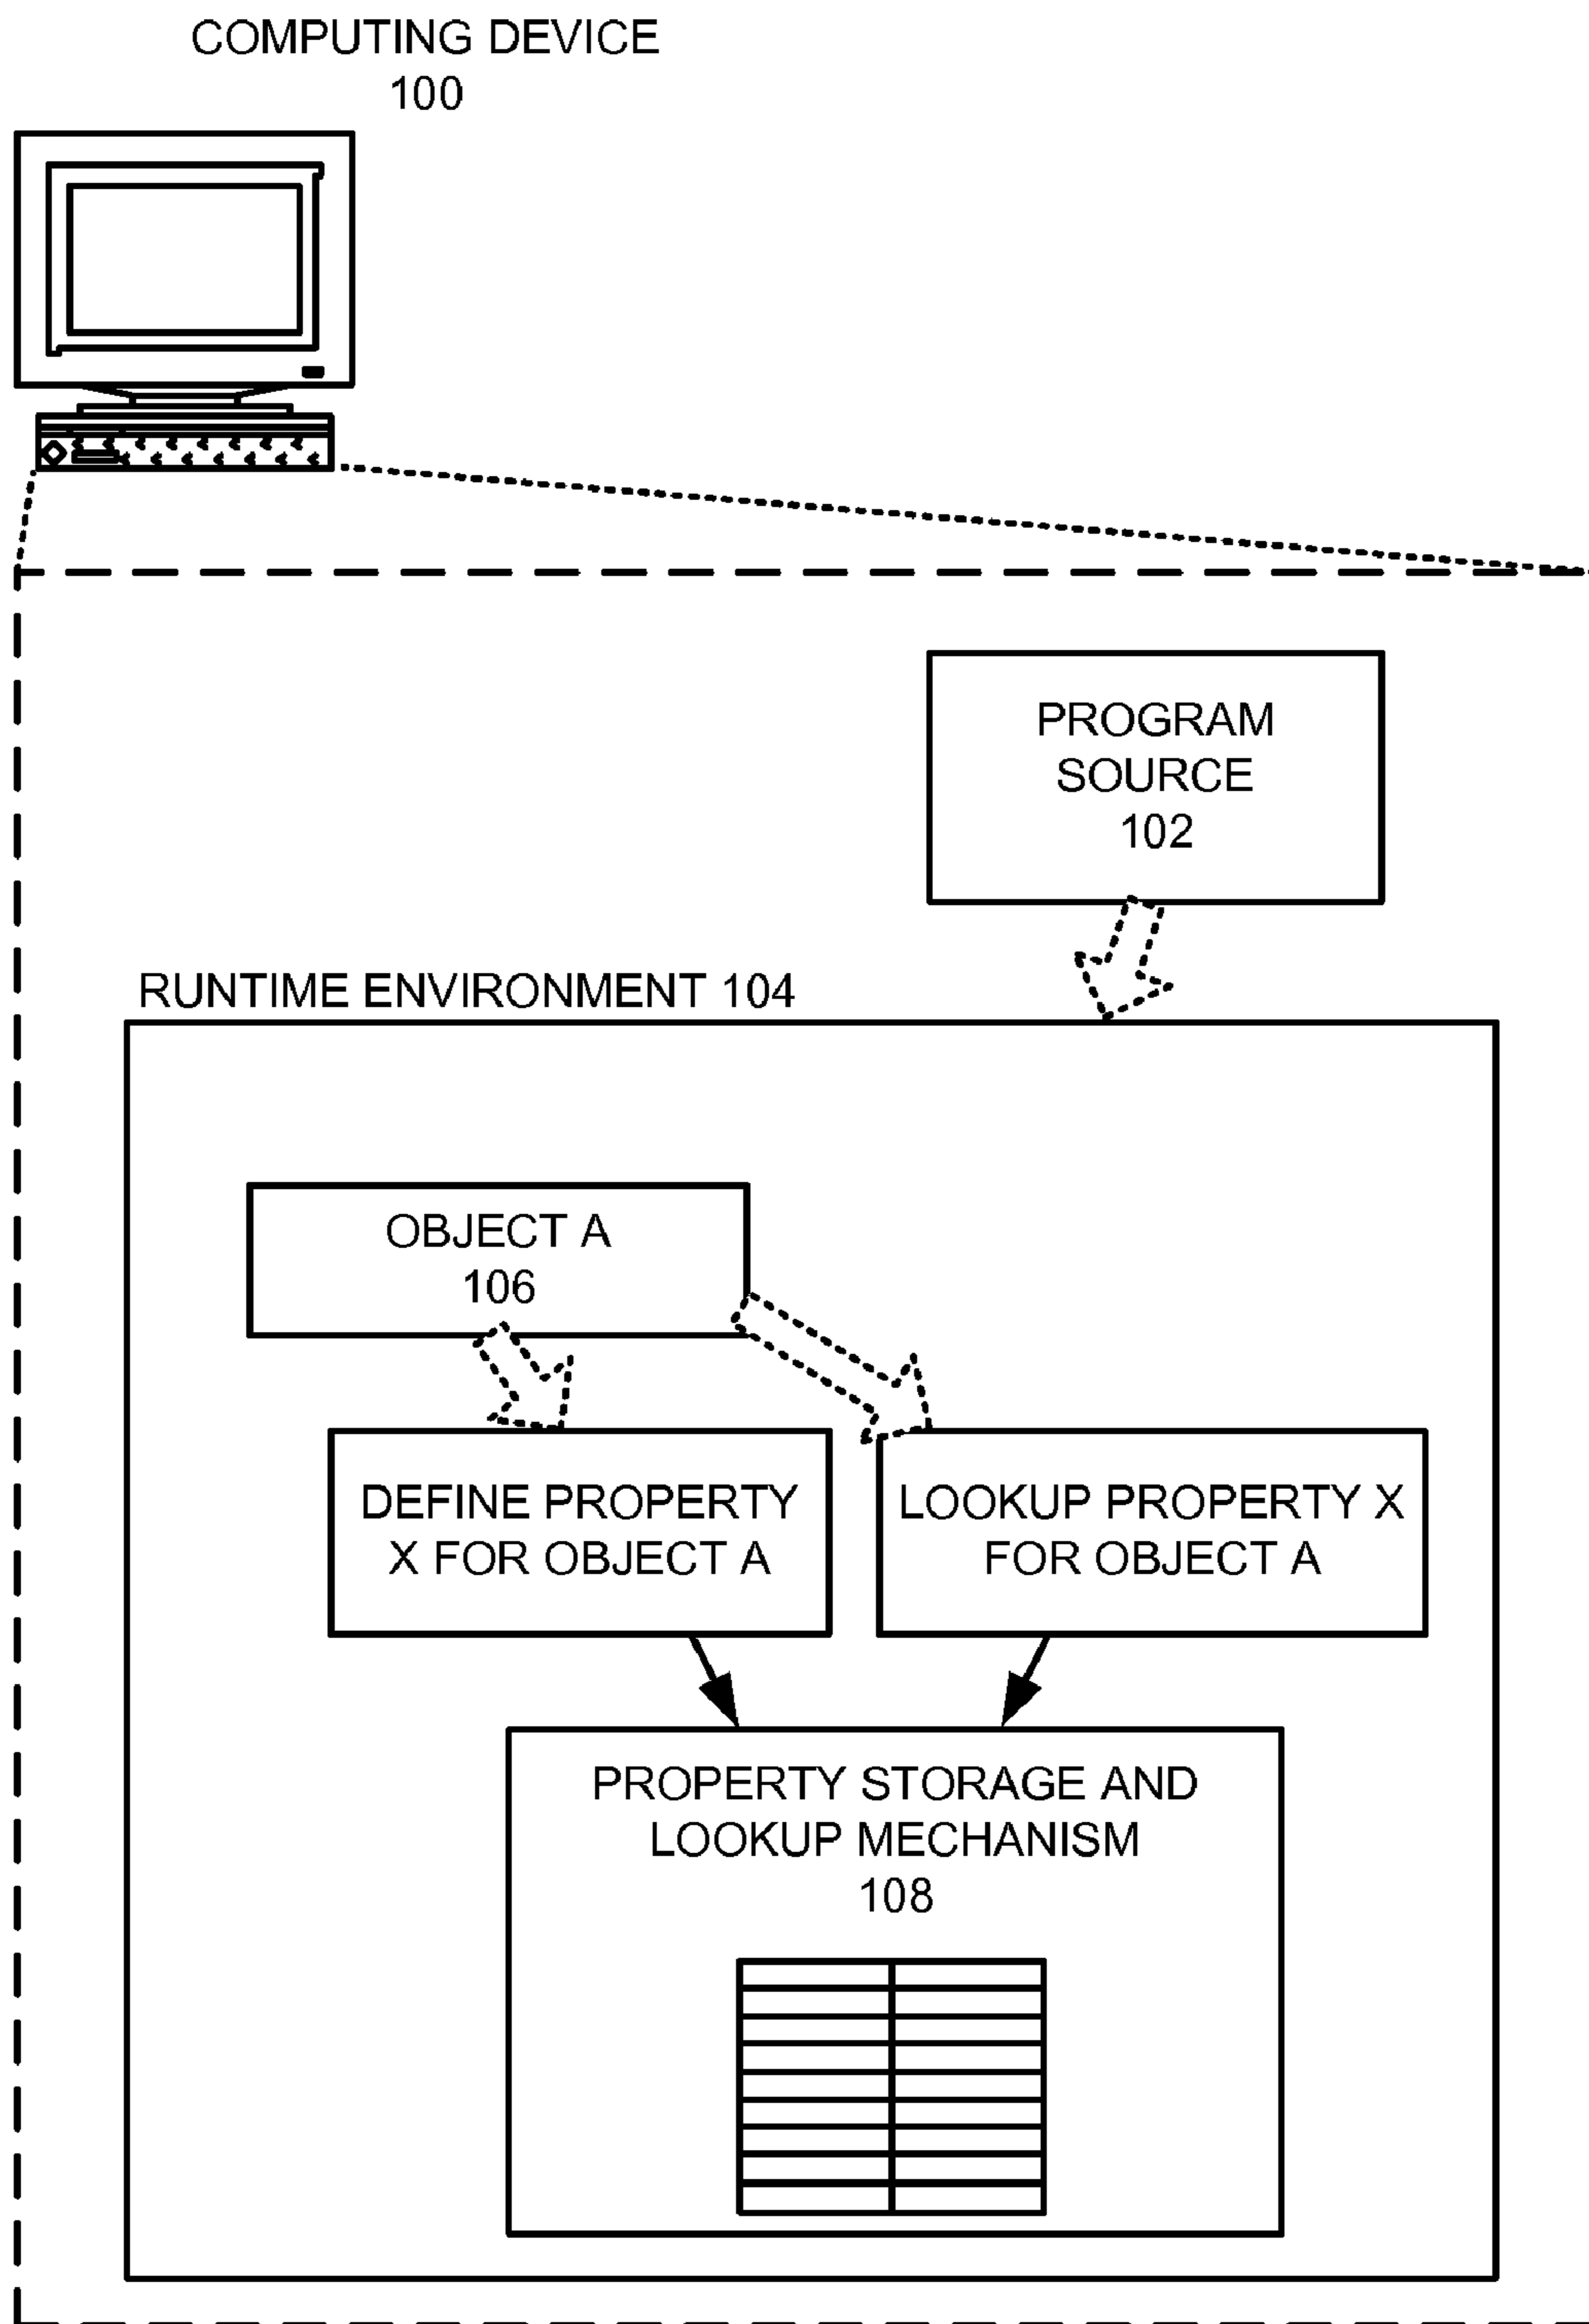 COMPUTING DEVICE
100
PROGRAM
SOURCE
102
RUNTIME ENVIRONMENT 104
OBJECT A
106
DEFINE PROPERTY
X FOR OBJECT A
LOOKUP PROPERTY X
FOR OBJECT A
PROPERTY STORAGE AND
LOOKUP MECHANISM
108